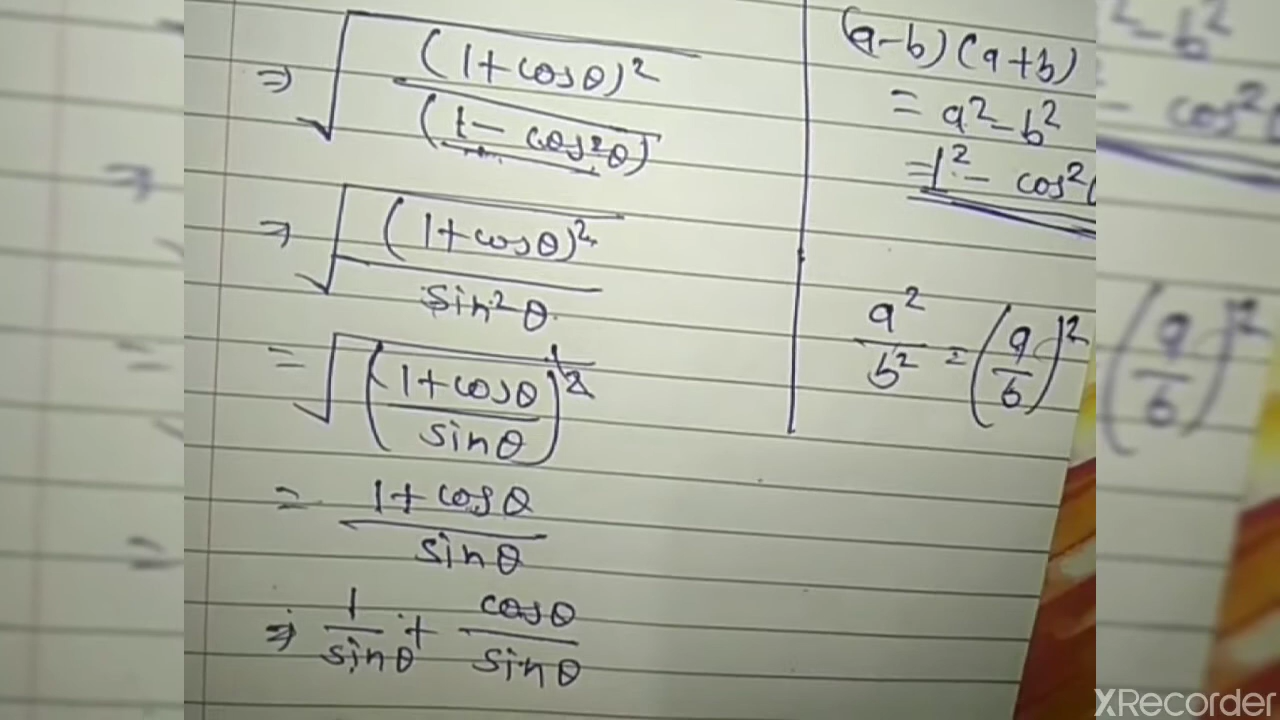 ⇒ √((1+cosθ)² / (1-cos²θ))
⇒ √((1+cosθ)² / sin²θ)
= √((1+cosθ / sinθ)²)
= 1+cosθ / sinθ
⇒ 1/sinθ + cosθ/sinθ
(a-b)(a+b)
= a²-b²
=1²- cos²
a²/b² = (a/b)²
XRecorder